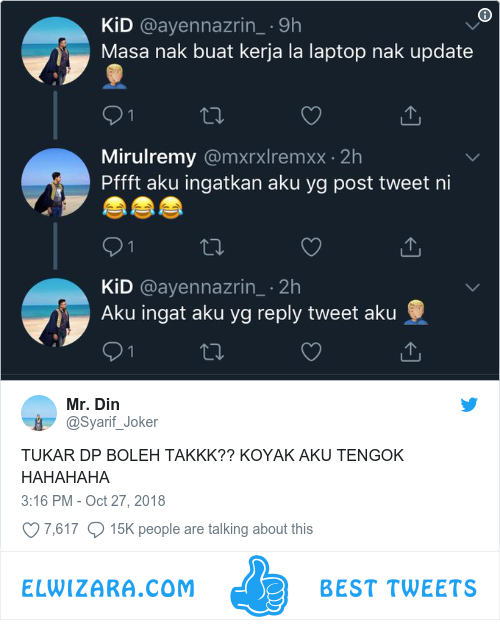 KiD @ayennazrin_ · 9h
Masa nak buat kerja la laptop nak update
🤦🏼‍♂️
1
Mirulremy @mxrxlremxx · 2h
Pffft aku ingatkan aku yg post tweet ni
😂😂😂
1
KiD @ayennazrin_ · 2h
Aku ingat aku yg reply tweet aku 🤦🏼‍♂️
1
Mr. Din
@Syarif_Joker
TUKAR DP BOLEH TAKKK?? KOYAK AKU TENGOK
HAHAHAHA
3:16 PM - Oct 27, 2018
7,617 15K people are talking about this
ELWIZARA.COM BEST TWEETS